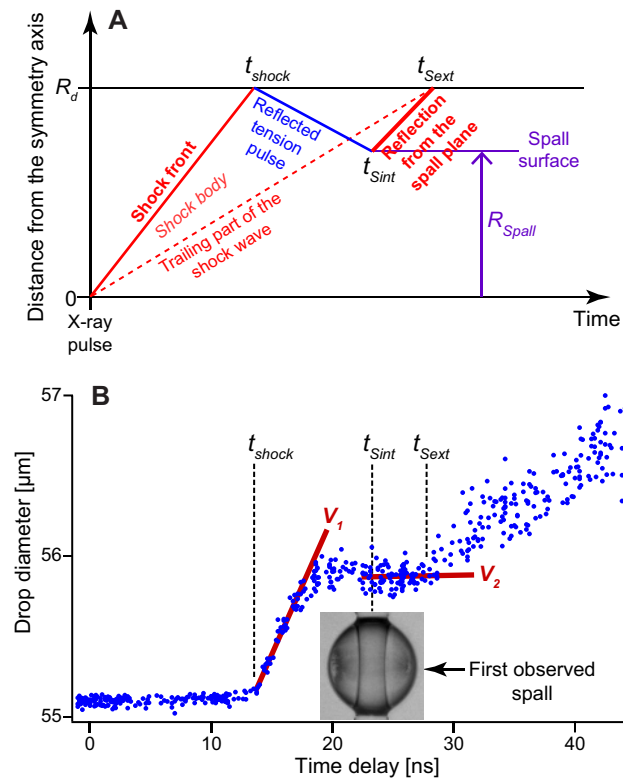 A
Distance from the symmetry axis
R_d
0
t_shock
t_Sext
t_Sint
Shock front
Shock body
Trailing part of the
shock wave
Reflected
tension
pulse
Reflection
from the
spall plane
Spall
surface
R_Spall
X-ray
pulse
Time
B
Drop diameter [µm]
57
56
55
t_shock
t_Sint
t_Sext
V_1
V_2
First observed
spall
0
10
20
30
40
Time delay [ns]